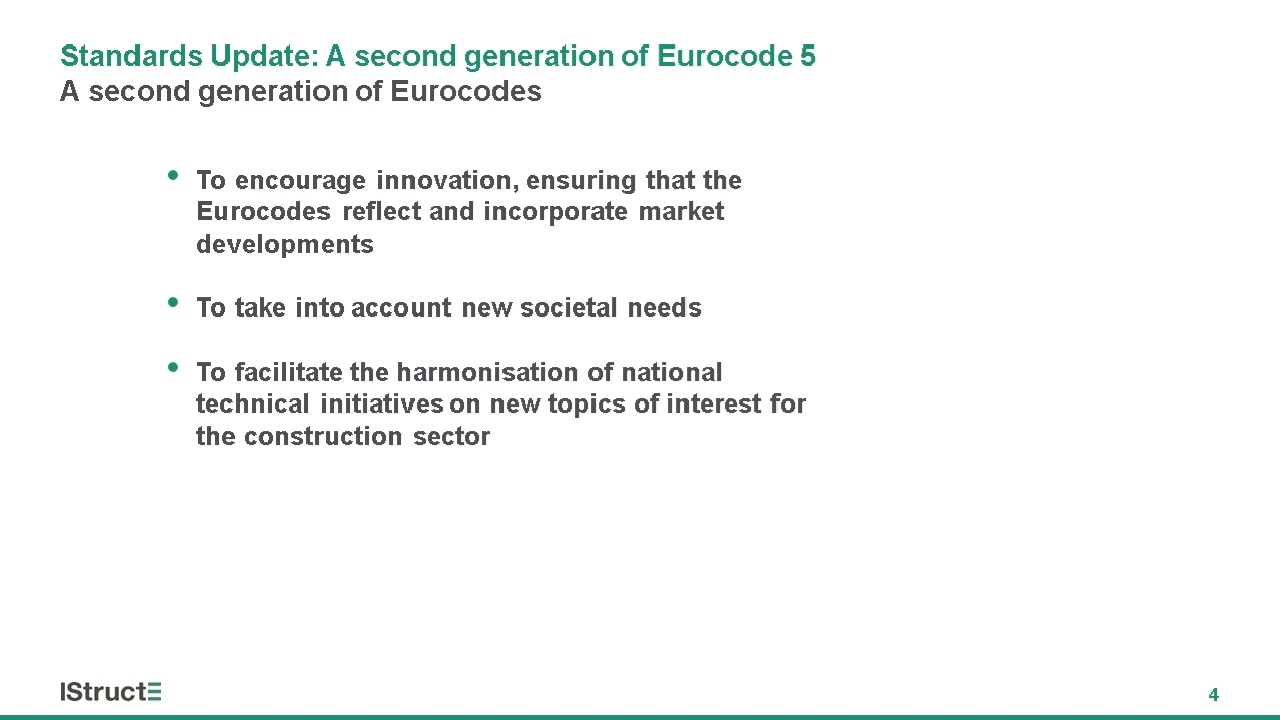 Standards Update: A second generation of Eurocode 5
A second generation of Eurocodes
• To encourage innovation, ensuring that the
Eurocodes reflect and incorporate market
developments
• To take into account new societal needs
• To facilitate the harmonisation of national
technical initiatives on new topics of interest for
the construction sector
IStructE
4